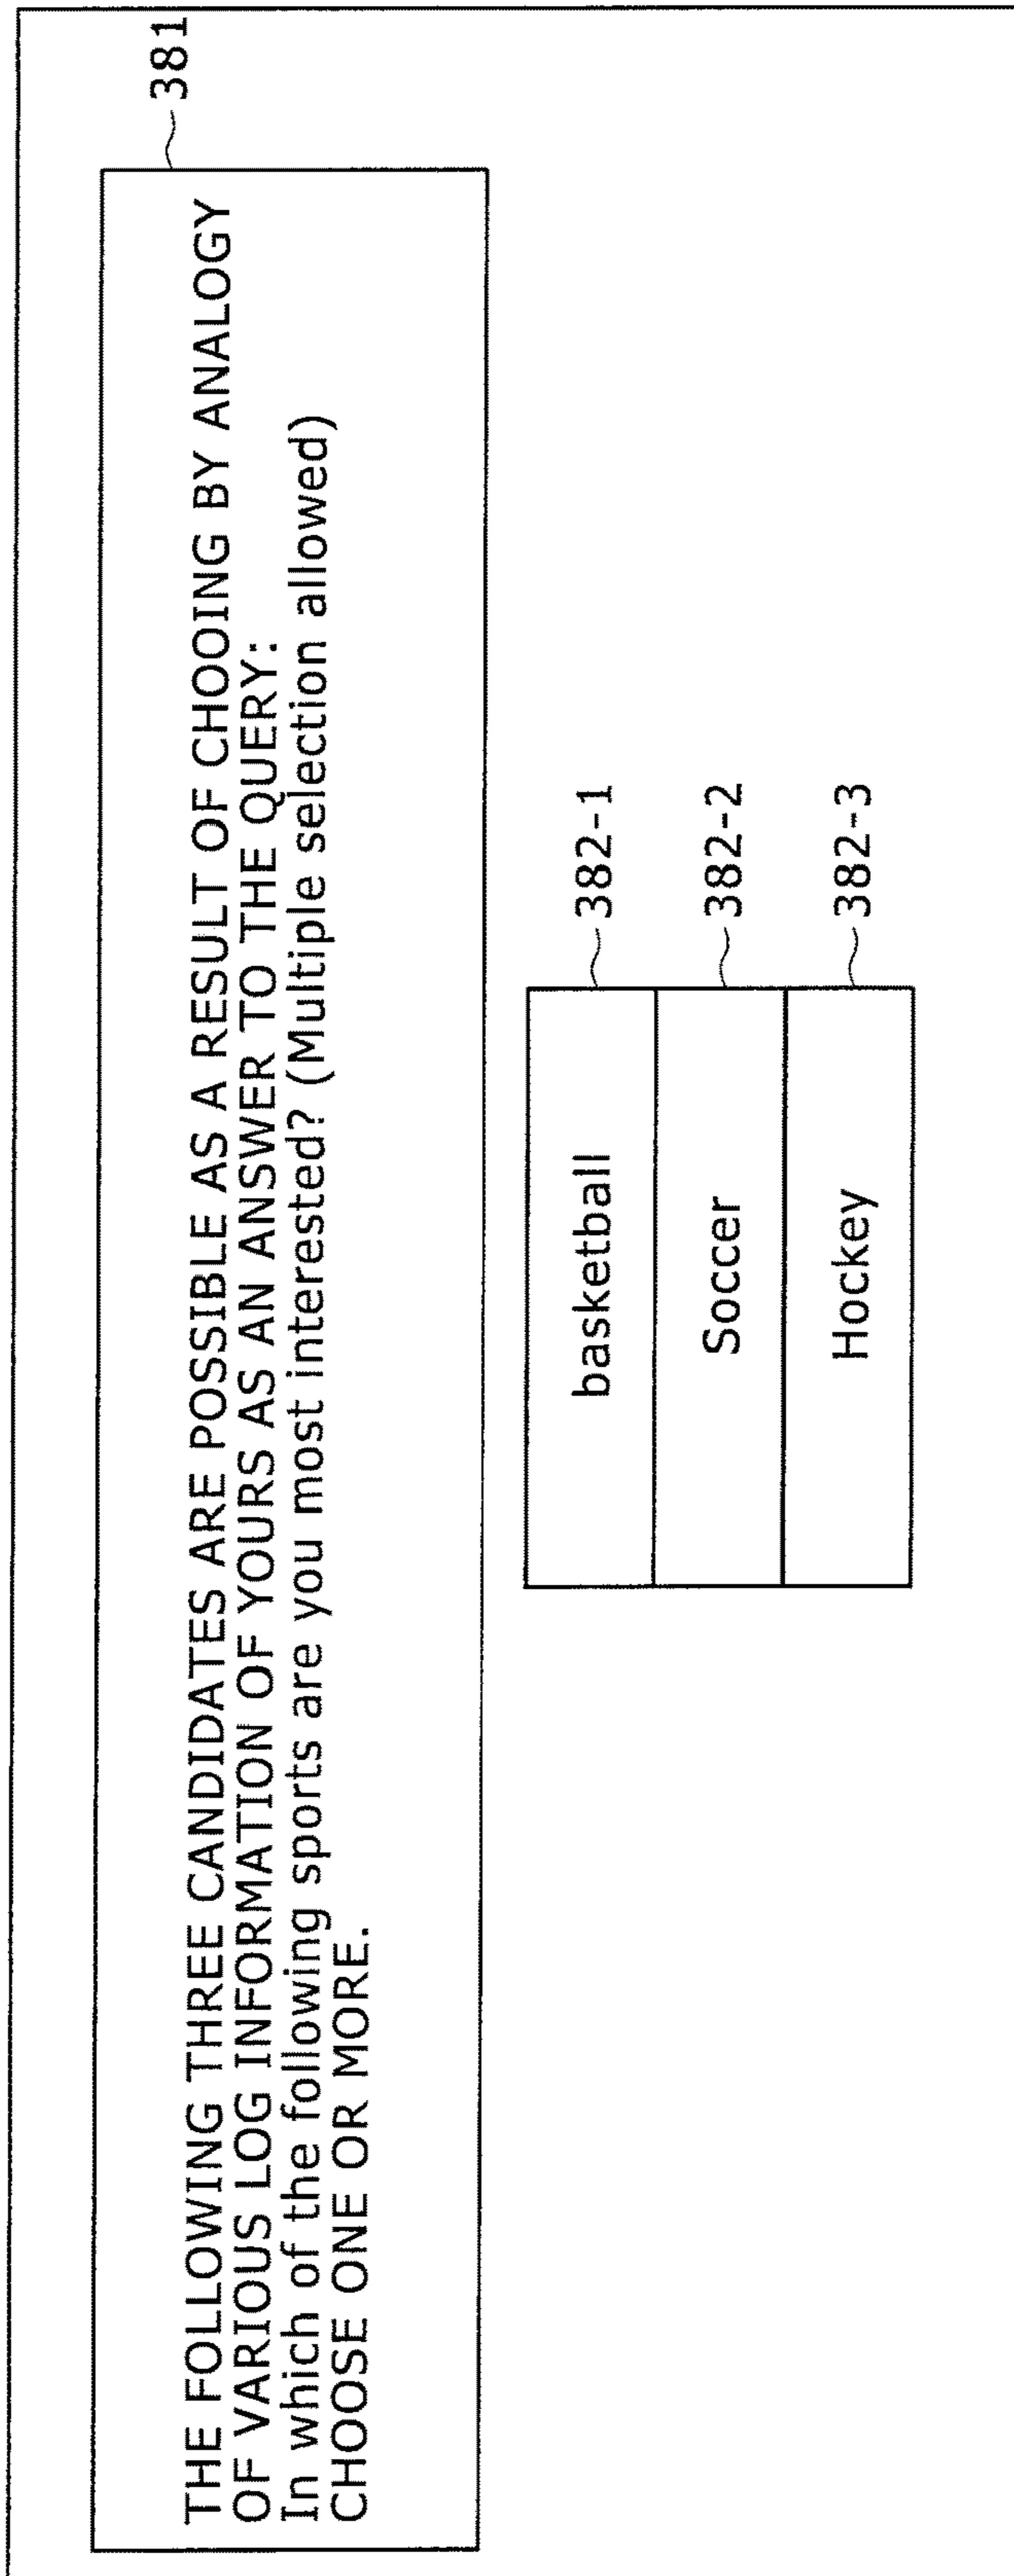 381
THE FOLLOWING THREE CANDIDATES ARE POSSIBLE AS A RESULT OF CHOOING BY ANALOGY
OF VARIOUS LOG INFORMATION OF YOURS AS AN ANSWER TO THE QUERY:
In which of the following sports are you most interested? (Multiple selection allowed)
CHOOSE ONE OR MORE.
basketball 382-1
Soccer 382-2
Hockey 382-3